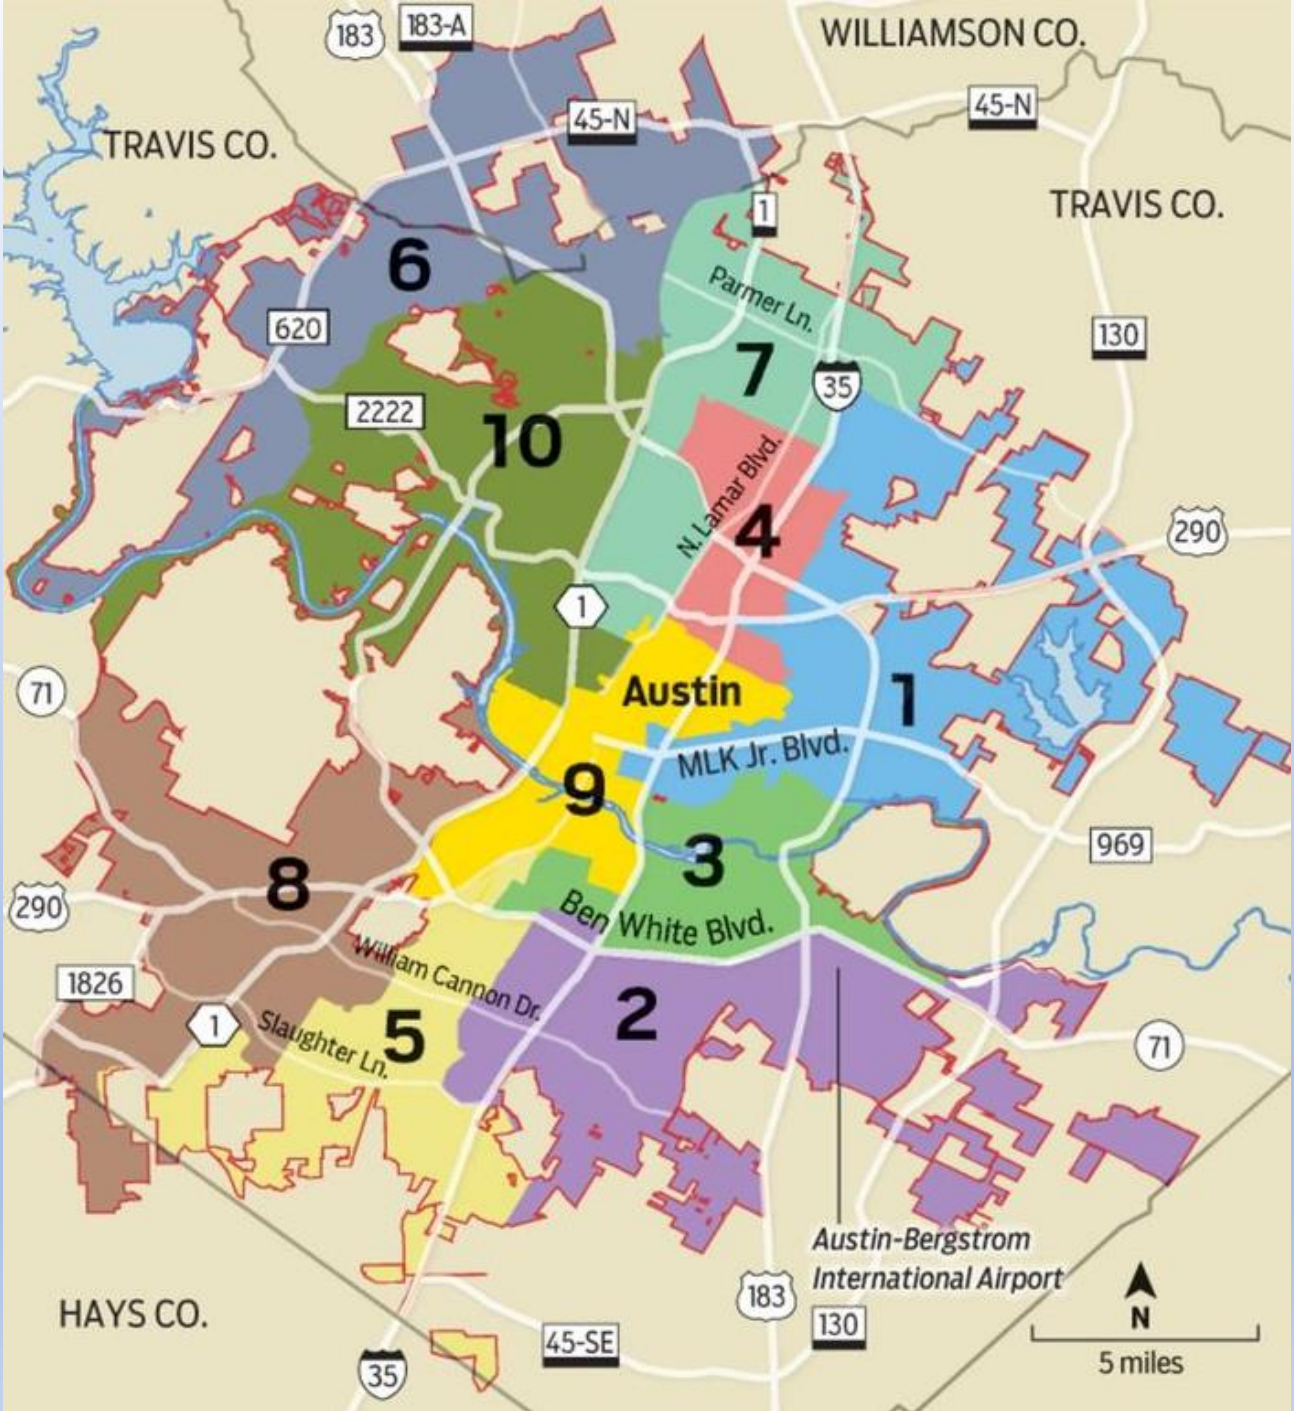 183
183-A
WILLIAMSON CO.
45-N
45-N
TRAVIS CO.
1
TRAVIS CO.
6
Parmer Ln.
620
7
130
35
2222
10
N. Lamar Blvd.
4
290
1
71
Austin
1
MLK Jr. Blvd.
9
3
969
8
290
Ben White Blvd.
William Cannon Dr.
1826
2
1
Slaughter Ln.
5
71
Austin-Bergstrom
International Airport
HAYS CO.
183
130
N
45-SE
5 miles
35